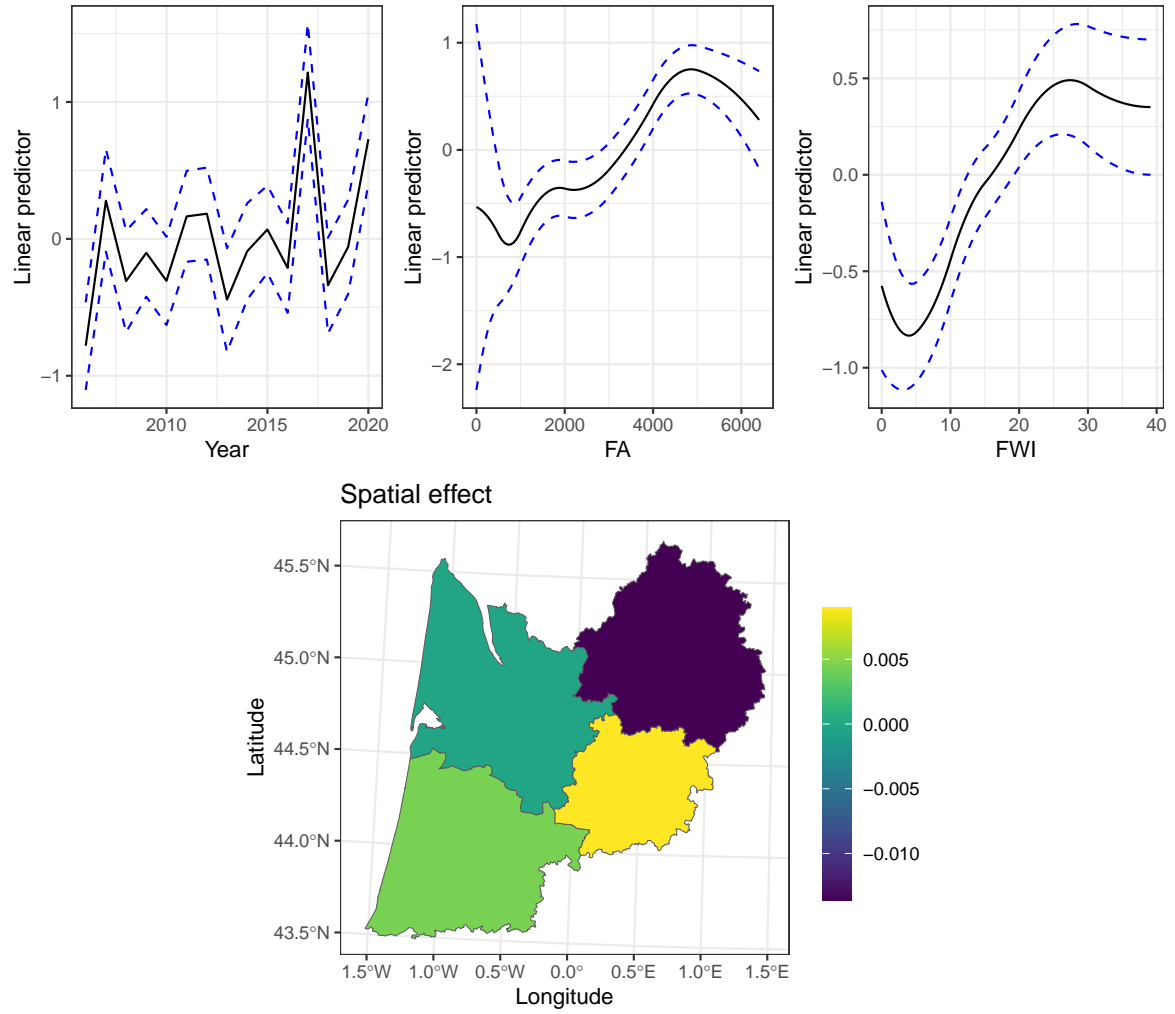 Linear predictor
1
0
−1
2010
2015
2020
Year
Linear predictor
1
0
−1
−2
0
2000
4000
6000
FA
Linear predictor
0.5
0.0
−0.5
−1.0
0
10
20
30
40
FWI
Spatial effect
Latitude
45.5°N
45.0°N
44.5°N
44.0°N
43.5°N
1.5°W
1.0°W
0.5°W
0.0°
0.5°E
1.0°E
1.5°E
Longitude
0.005
0.000
−0.005
−0.010